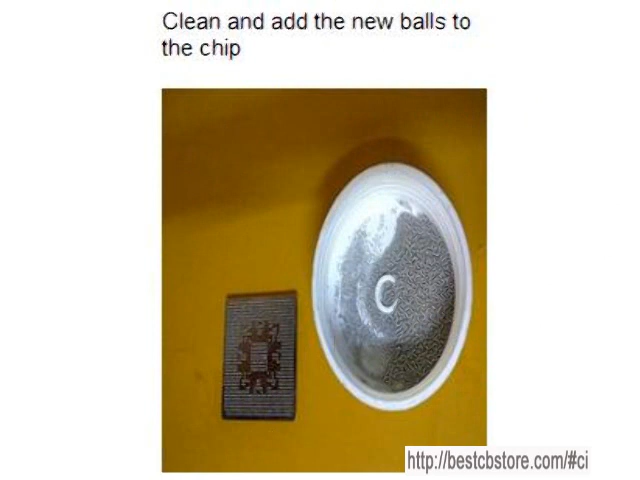 Clean and add the new balls to
the chip
C
http://bestcbstore.com/#ci